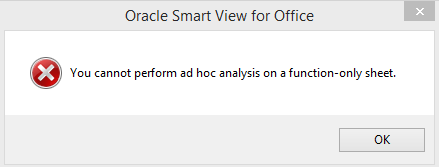 Oracle Smart View for Office
You cannot perform ad hoc analysis on a function-only sheet.
OK